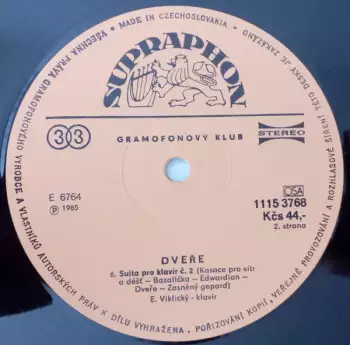 • MADE IN CZECHOSLOVAKIA •
VŠECHNA PRÁVA GRAMOFONOVÉHO VÝROBCE A VLASTNÍKŮ AUTORSKÝCH PRÁV K DÍLU VYHRAZENA. POŘIZOVÁNÍ KOPIÍ, VEŘEJNÉ PROVOZOVÁNÍ A ROZHLASOVÉ ŠÍŘENÍ TÉTO DESKY JE ZAKÁZÁNO
SUPRAPHON
33
GRAMOFONOVÝ KLUB
STEREO
E 6764
Ⓟ 1985
OSA
1115 3768
Kčs 44,-
2. strana
DVEŘE
6. Suita pro klavír č. 2 (Kasace pro vítr
a déšť – Bazalička – Edwardian –
Dveře – Zasněný gepard)
E. Viklický - klavír